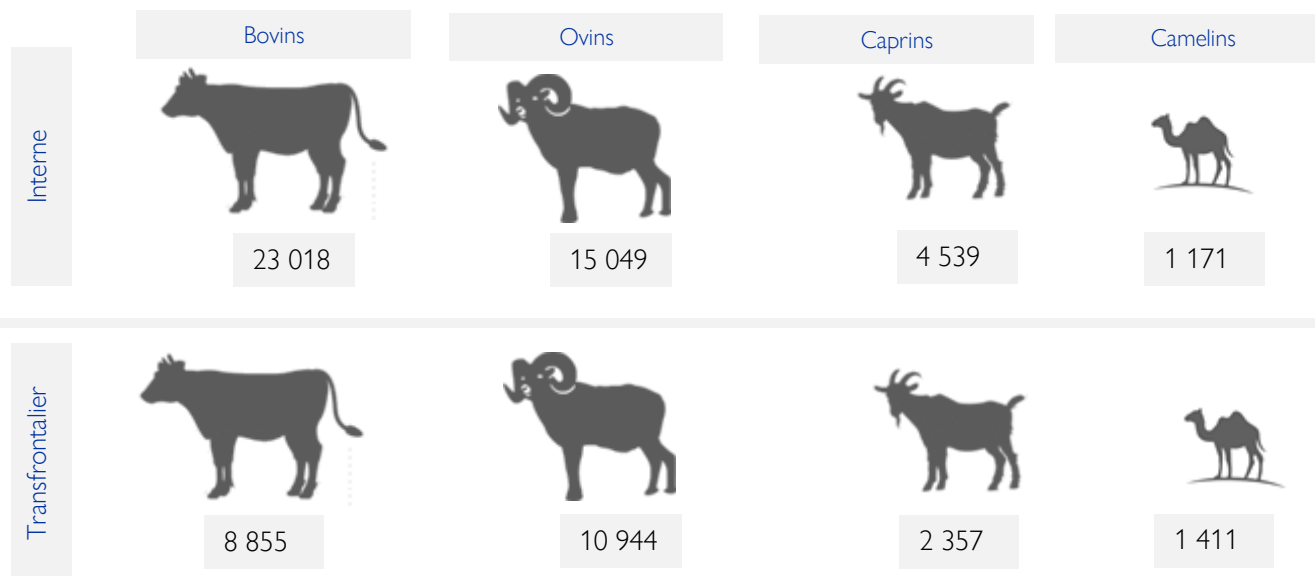 Bovins
Ovins
Caprins
Camelins
Interne
23 018
15 049
4 539
1 171
Transfrontalier
8 855
10 944
2 357
1 411